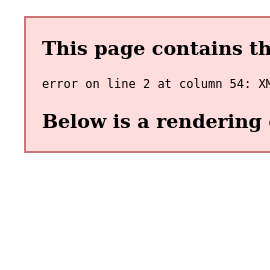 This page contains th
error on line 2 at column 54: XM
Below is a rendering